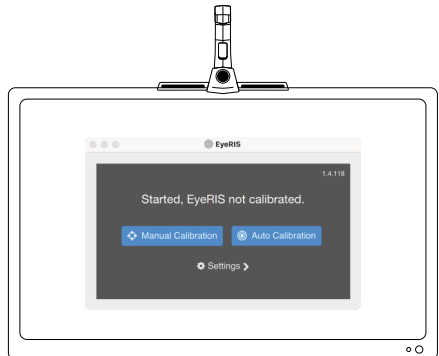 EyeRIS
1.4.118
Started, EyeRIS not calibrated.
Manual Calibration Auto Calibration
Settings